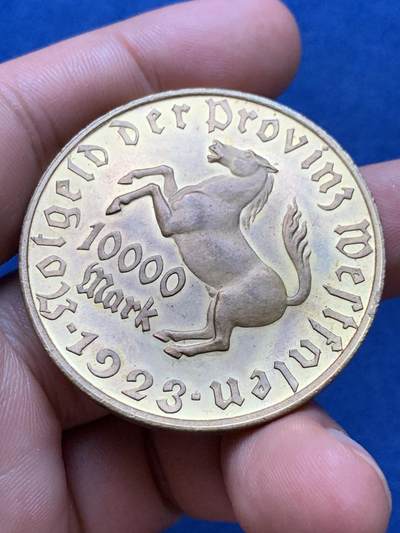 Notgeld der Provinz Westfalen
·1923·
10000
Mark